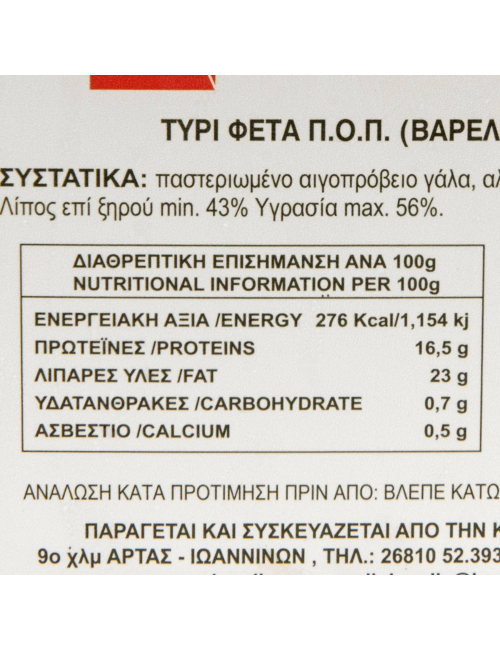 ΤΥΡΙ ΦΕΤΑ Π.Ο.Π. (ΒΑΡΕΛ
ΣΥΣΤΑΤΙΚΑ: παστεριωμένο αιγοπρόβειο γάλα, αλ
Λίπος επί ξηρού min. 43% Υγρασία max. 56%.
ΔΙΑΘΡΕΠΤΙΚΗ ΕΠΙΣΗΜΑΝΣΗ ΑΝΑ 100g
NUTRITIONAL INFORMATION PER 100g
ΕΝΕΡΓΕΙΑΚΗ ΑΞΙΑ /ENERGY 276 Kcal/1,154 kj
ΠΡΩΤΕΪΝΕΣ /PROTEINS 16,5 g
ΛΙΠΑΡΕΣ ΥΛΕΣ /FAT 23 g
ΥΔΑΤΑΝΘΡΑΚΕΣ /CARBOHYDRATE 0,7 g
ΑΣΒΕΣΤΙΟ /CALCIUM 0,5 g
ΑΝΑΛΩΣΗ ΚΑΤΑ ΠΡΟΤΙΜΗΣΗ ΠΡΙΝ ΑΠΟ: ΒΛΕΠΕ ΚΑΤΩ
ΠΑΡΑΓΕΤΑΙ ΚΑΙ ΣΥΣΚΕΥΑΖΕΤΑΙ ΑΠΟ ΤΗΝ Κ
9ο χλμ ΑΡΤΑΣ - ΙΩΑΝΝΙΝΩΝ , ΤΗΛ.: 26810 52.393